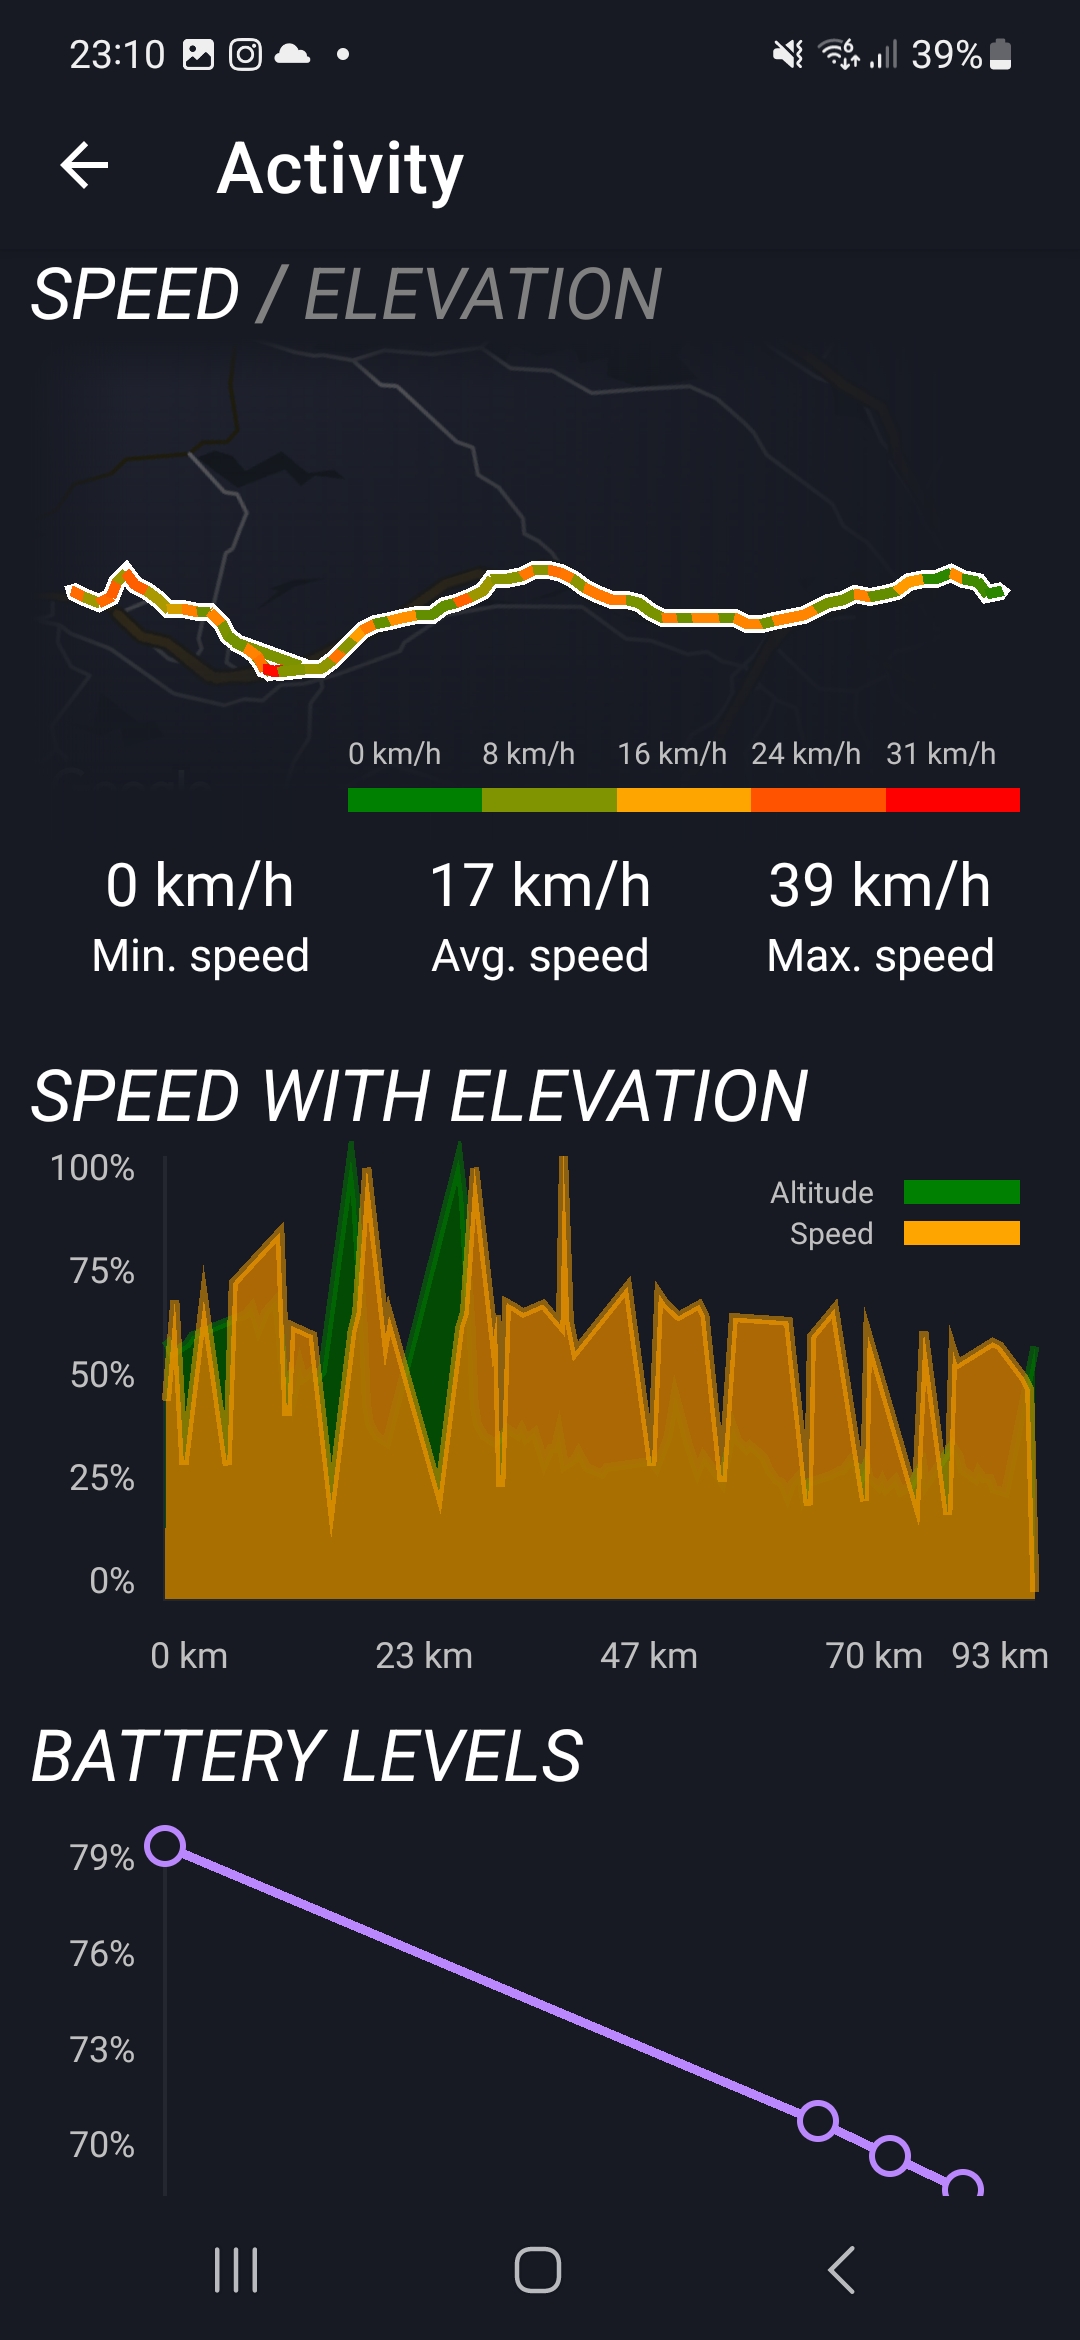 23:10
39%
Activity
SPEED / ELEVATION
0 km/h 8 km/h 16 km/h 24 km/h 31 km/h
0 km/h 17 km/h 39 km/h
Min. speed Avg. speed Max. speed
SPEED WITH ELEVATION
100%
Altitude
Speed
75%
50%
25%
0%
0 km 23 km 47 km 70 km 93 km
BATTERY LEVELS
79%
76%
73%
70%